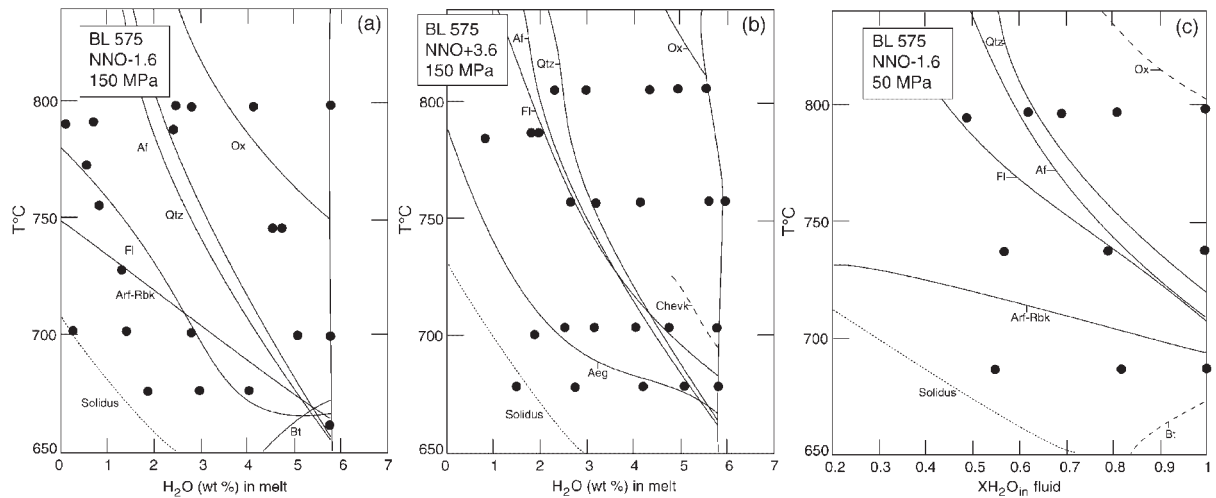 (a)
BL 575
NNO-1.6
150 MPa
800
750
700
650
T°C
Af
Ox
Qtz
Fl
Arf-Rbk
Solidus
Bt
0 1 2 3 4 5 6 7
H₂O (wt %) in melt
(b)
BL 575
NNO+3.6
150 MPa
800
750
700
650
T°C
Af
Qtz
Ox
Fl
Chevk
Aeg
Solidus
0 1 2 3 4 5 6 7
H₂O (wt %) in melt
(c)
BL 575
NNO-1.6
50 MPa
800
750
700
650
T°C
Qtz
Ox
Af
Fl
Arf-Rbk
Solidus
Bt
0.2 0.3 0.4 0.5 0.6 0.7 0.8 0.9 1
XH₂Oin fluid